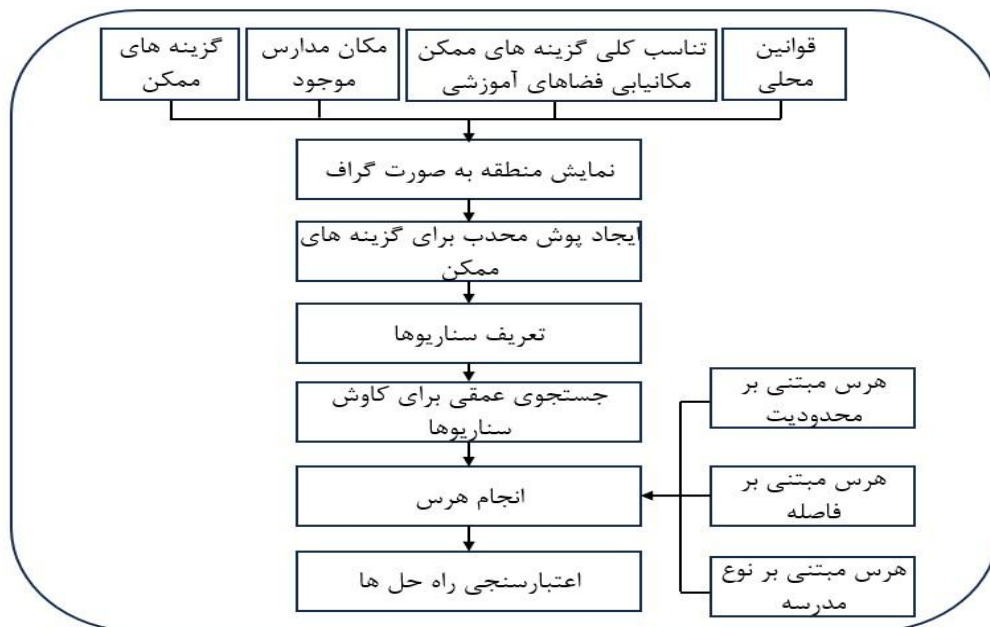 قوانین
محلی
تناسب کلی گزینه های ممکن
مکانیابی فضاهای آموزشی
مکان مدارس
موجود
گزینه های
ممکن
نمایش منطقه به صورت گراف
ایجاد پوش محدب برای گزینه های
ممکن
تعریف سناریوها
جستجوی عمقی برای کاوش
سناریوها
انجام هرس
هرس مبتنی بر
محدودیت
هرس مبتنی بر
فاصله
هرس مبتنی بر نوع
مدرسه
اعتبارسنجی راه حل ها